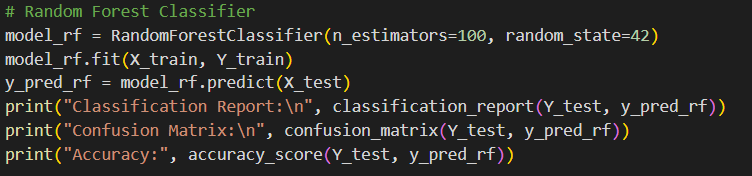 # Random Forest Classifier
model_rf = RandomForestClassifier(n_estimators=100, random_state=42)
model_rf.fit(X_train, Y_train)
y_pred_rf = model_rf.predict(X_test)
print("Classification Report:\n", classification_report(Y_test, y_pred_rf))
print("Confusion Matrix:\n", confusion_matrix(Y_test, y_pred_rf))
print("Accuracy:", accuracy_score(Y_test, y_pred_rf))